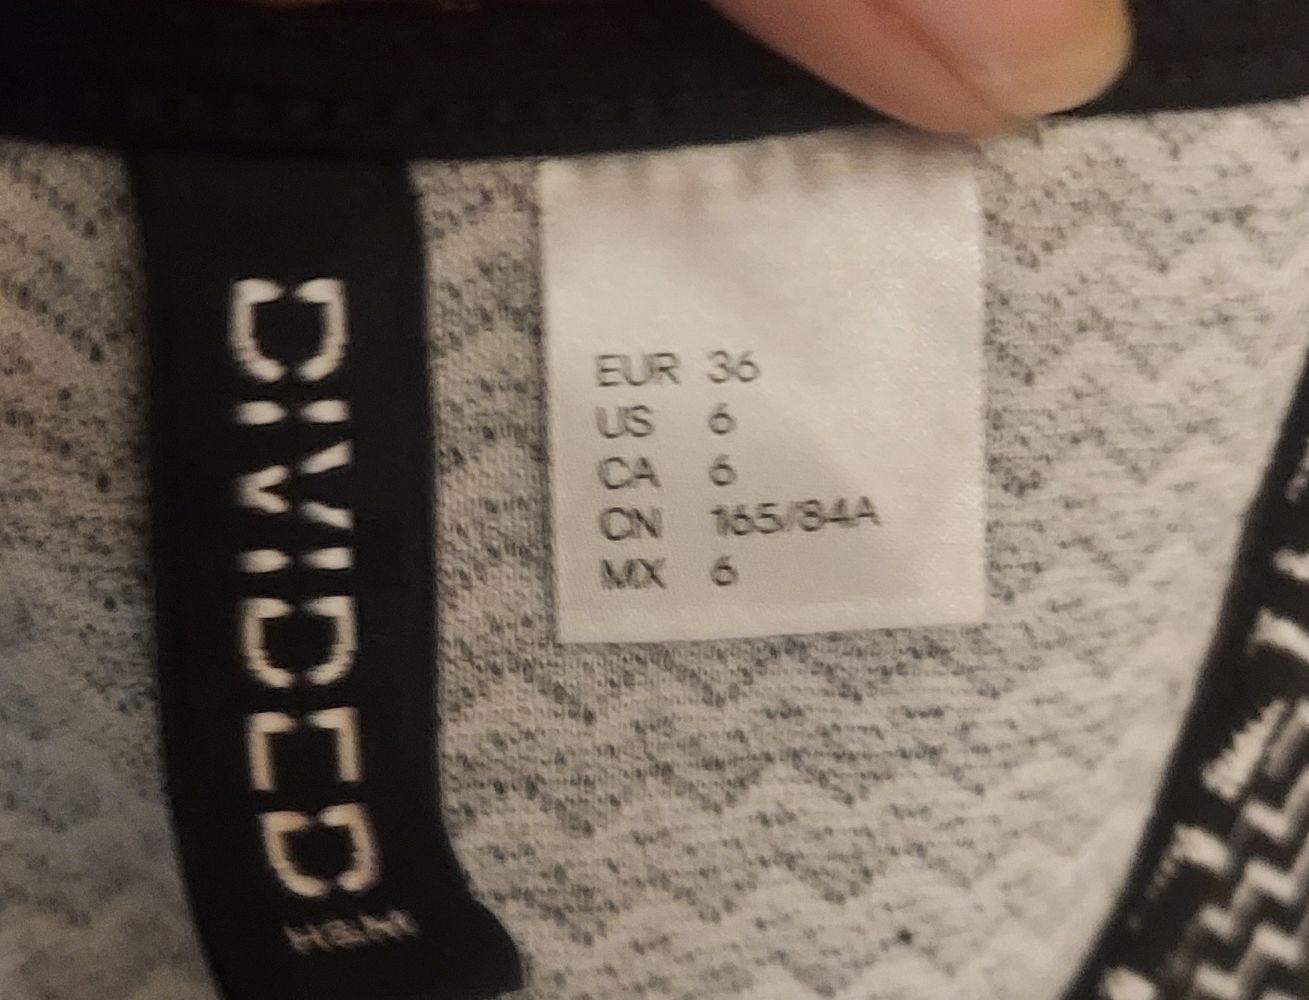 DIVIDED
H&M
EUR 36
US 6
CA 6
CN 165/84A
MX 6